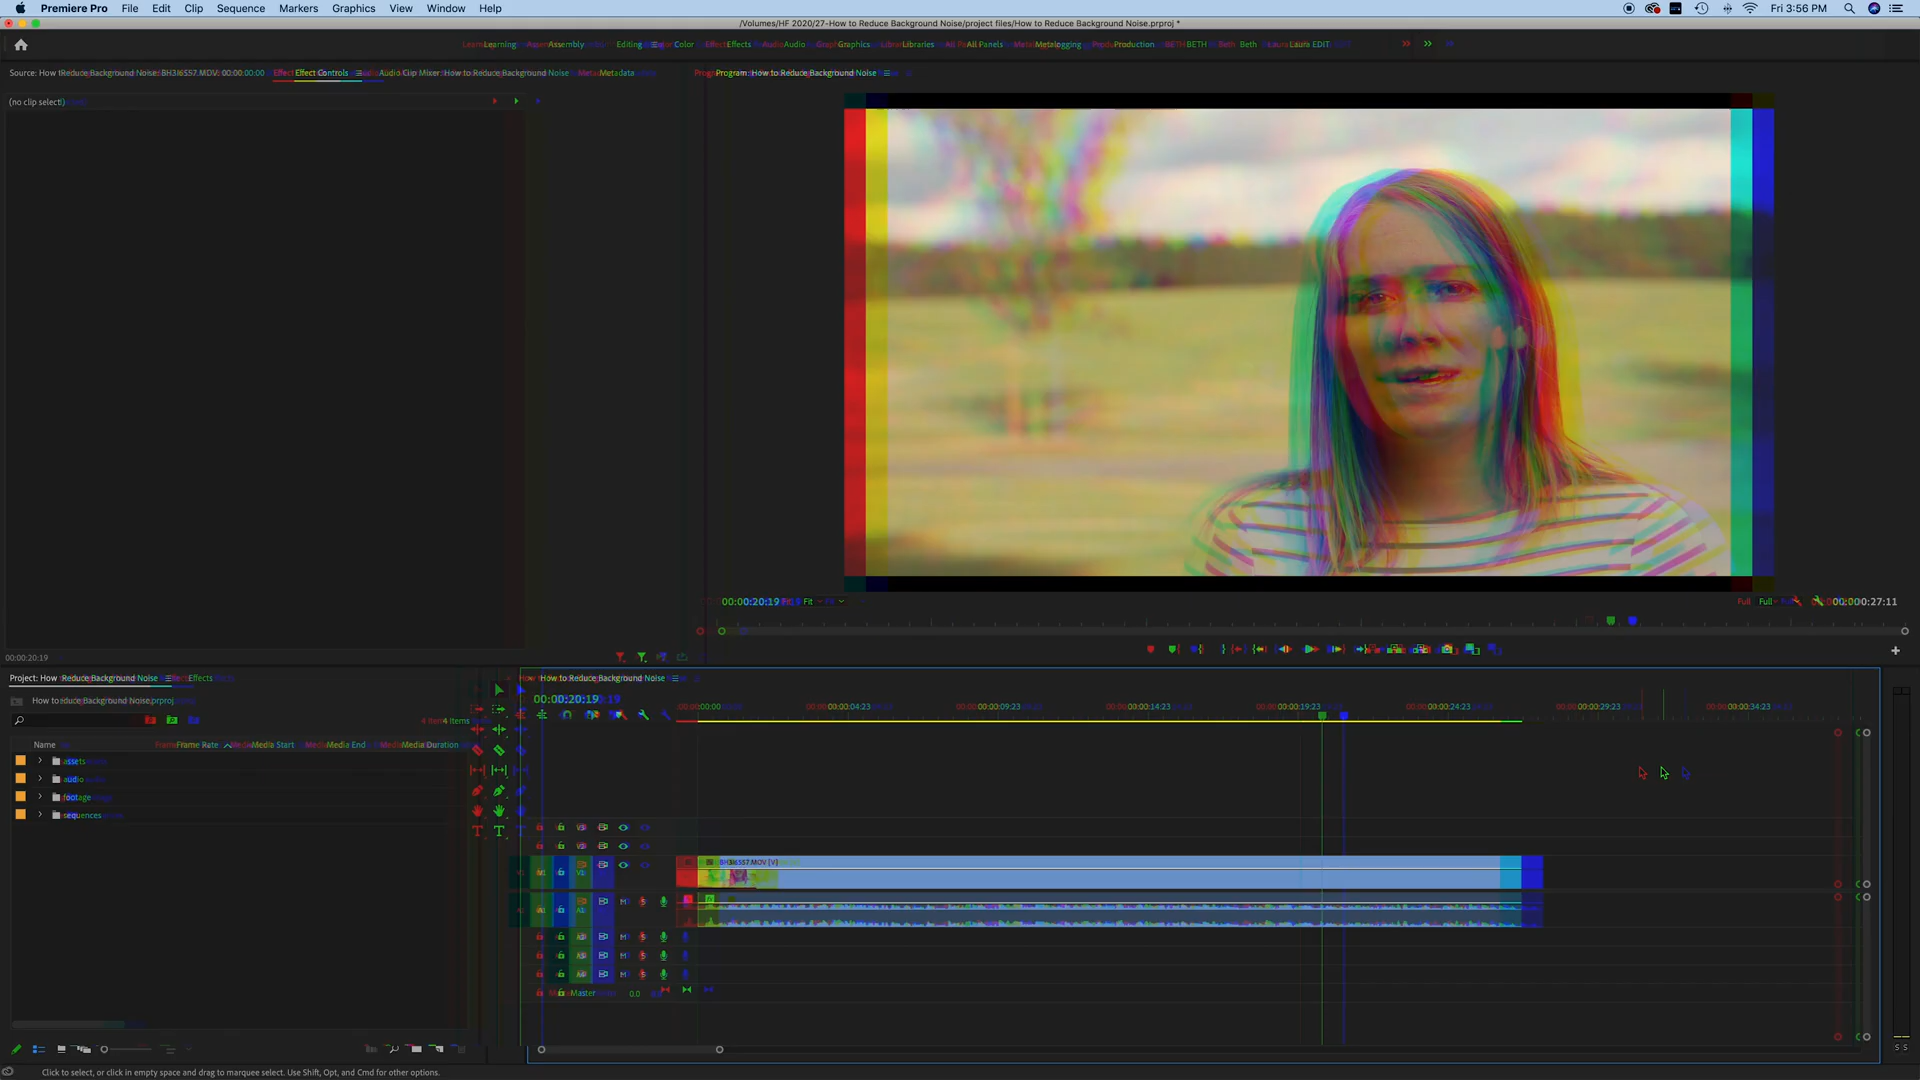 Premiere Pro File Edit Clip Sequence Markers Graphics View Window Help Fri 3:56 PM
/Volumes/HF 2020/27-How to Reduce Background Noise/project files/How to Reduce Background Noise.prproj *
Learning Assembly Editing Color Effects Audio Graphics Libraries All Panels Metalogging Production BETH Beth Laura EDIT
Effect Controls Audio Clip Mixer: How to Reduce Background Noise Metadata Program: How to Reduce Background Noise
00:00:20:19 Fit Full 00:00:27:11
00:00:20:19
Project: How to Reduce Background Noise Effects How to Reduce Background Noise
How to Reduce Background Noise.prproj
00:00:20:19
4 Items
00:00:04:23 00:00:09:23 00:00:14:23 00:00:19:23 00:00:24:23 00:00:29:23 00:00:34:23
Name Frame Rate Media Start Media End Media Duration
assets
audio
footage
sequences
V1 BH3I6557.MOV [V]
A1 M S
M S
M S
M S
Master 0.0
S S
Click to select, or click in empty space and drag to marquee select. Use Shift, Opt, and Cmd for other options.